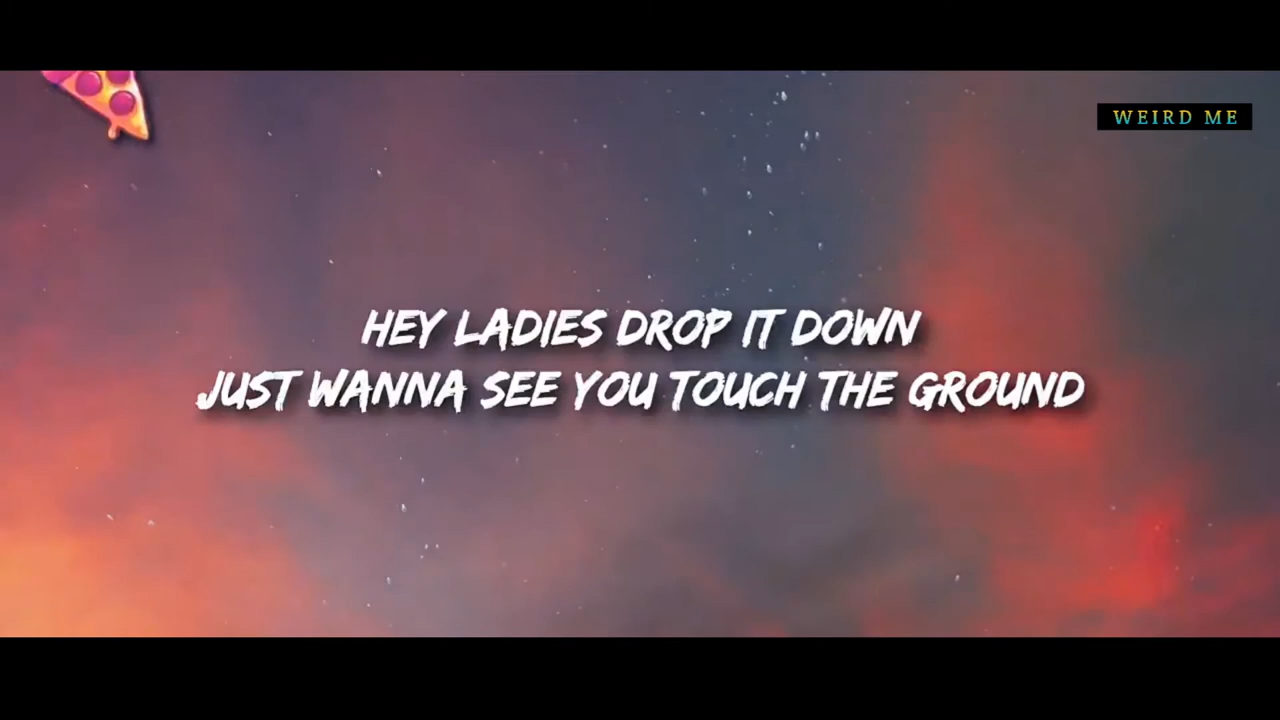 WEIRD ME
HEY LADIES DROP IT DOWN
JUST WANNA SEE YOU TOUCH THE GROUND